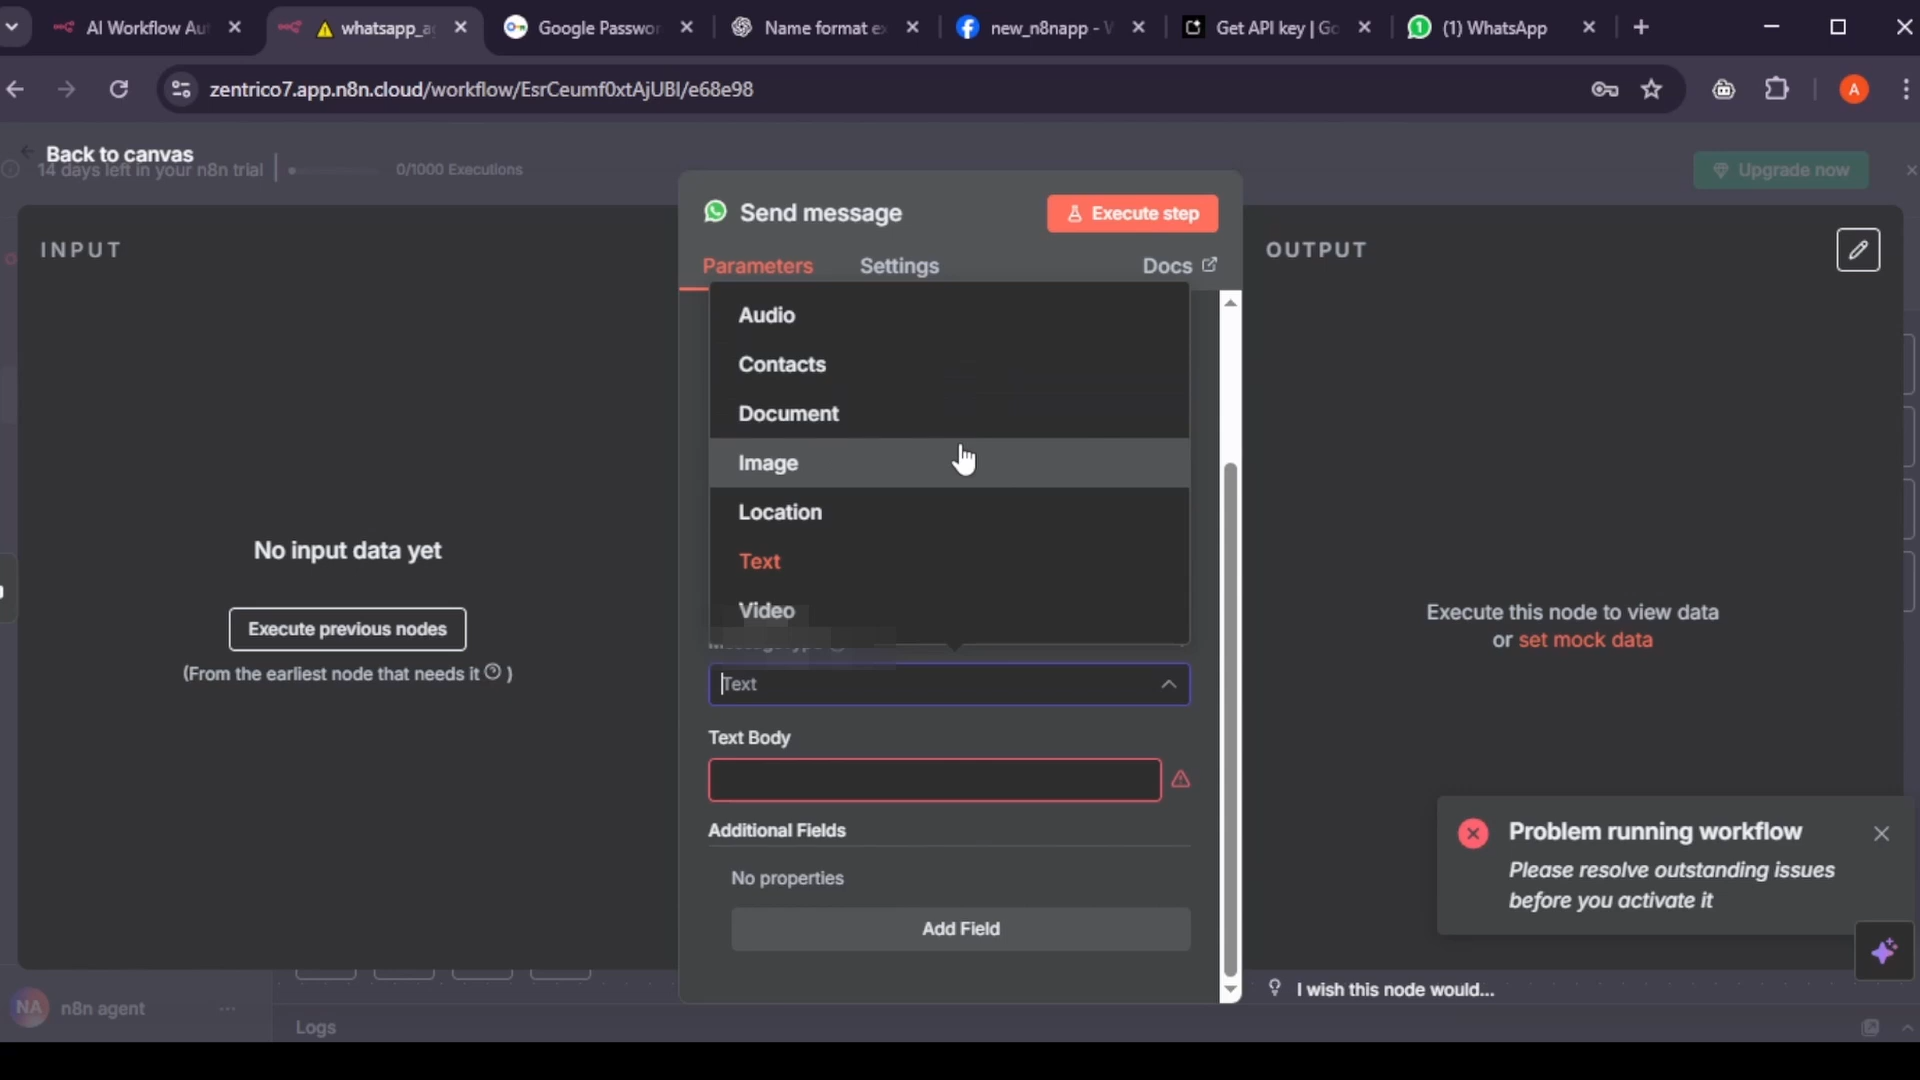 AI Workflow Au
whatsapp_a
Google Passwo
Name format e
new_n8napp - V
Get API key | Go
(1) WhatsApp
zentrico7.app.n8n.cloud/workflow/EsrCeumf0xtAjUBI/e68e98
A
Back to canvas
14 days left in your n8n trial
0/1000 Executions
Upgrade now
INPUT
Send message
Execute step
OUTPUT
Parameters
Settings
Docs
Audio
Contacts
Document
Image
Location
Text
Video
No input data yet
Execute previous nodes
(From the earliest node that needs it ? )
Execute this node to view data
or set mock data
Text
Text Body
Additional Fields
No properties
Add Field
Problem running workflow
Please resolve outstanding issues
before you activate it
I wish this node would...
NA
n8n agent
Logs